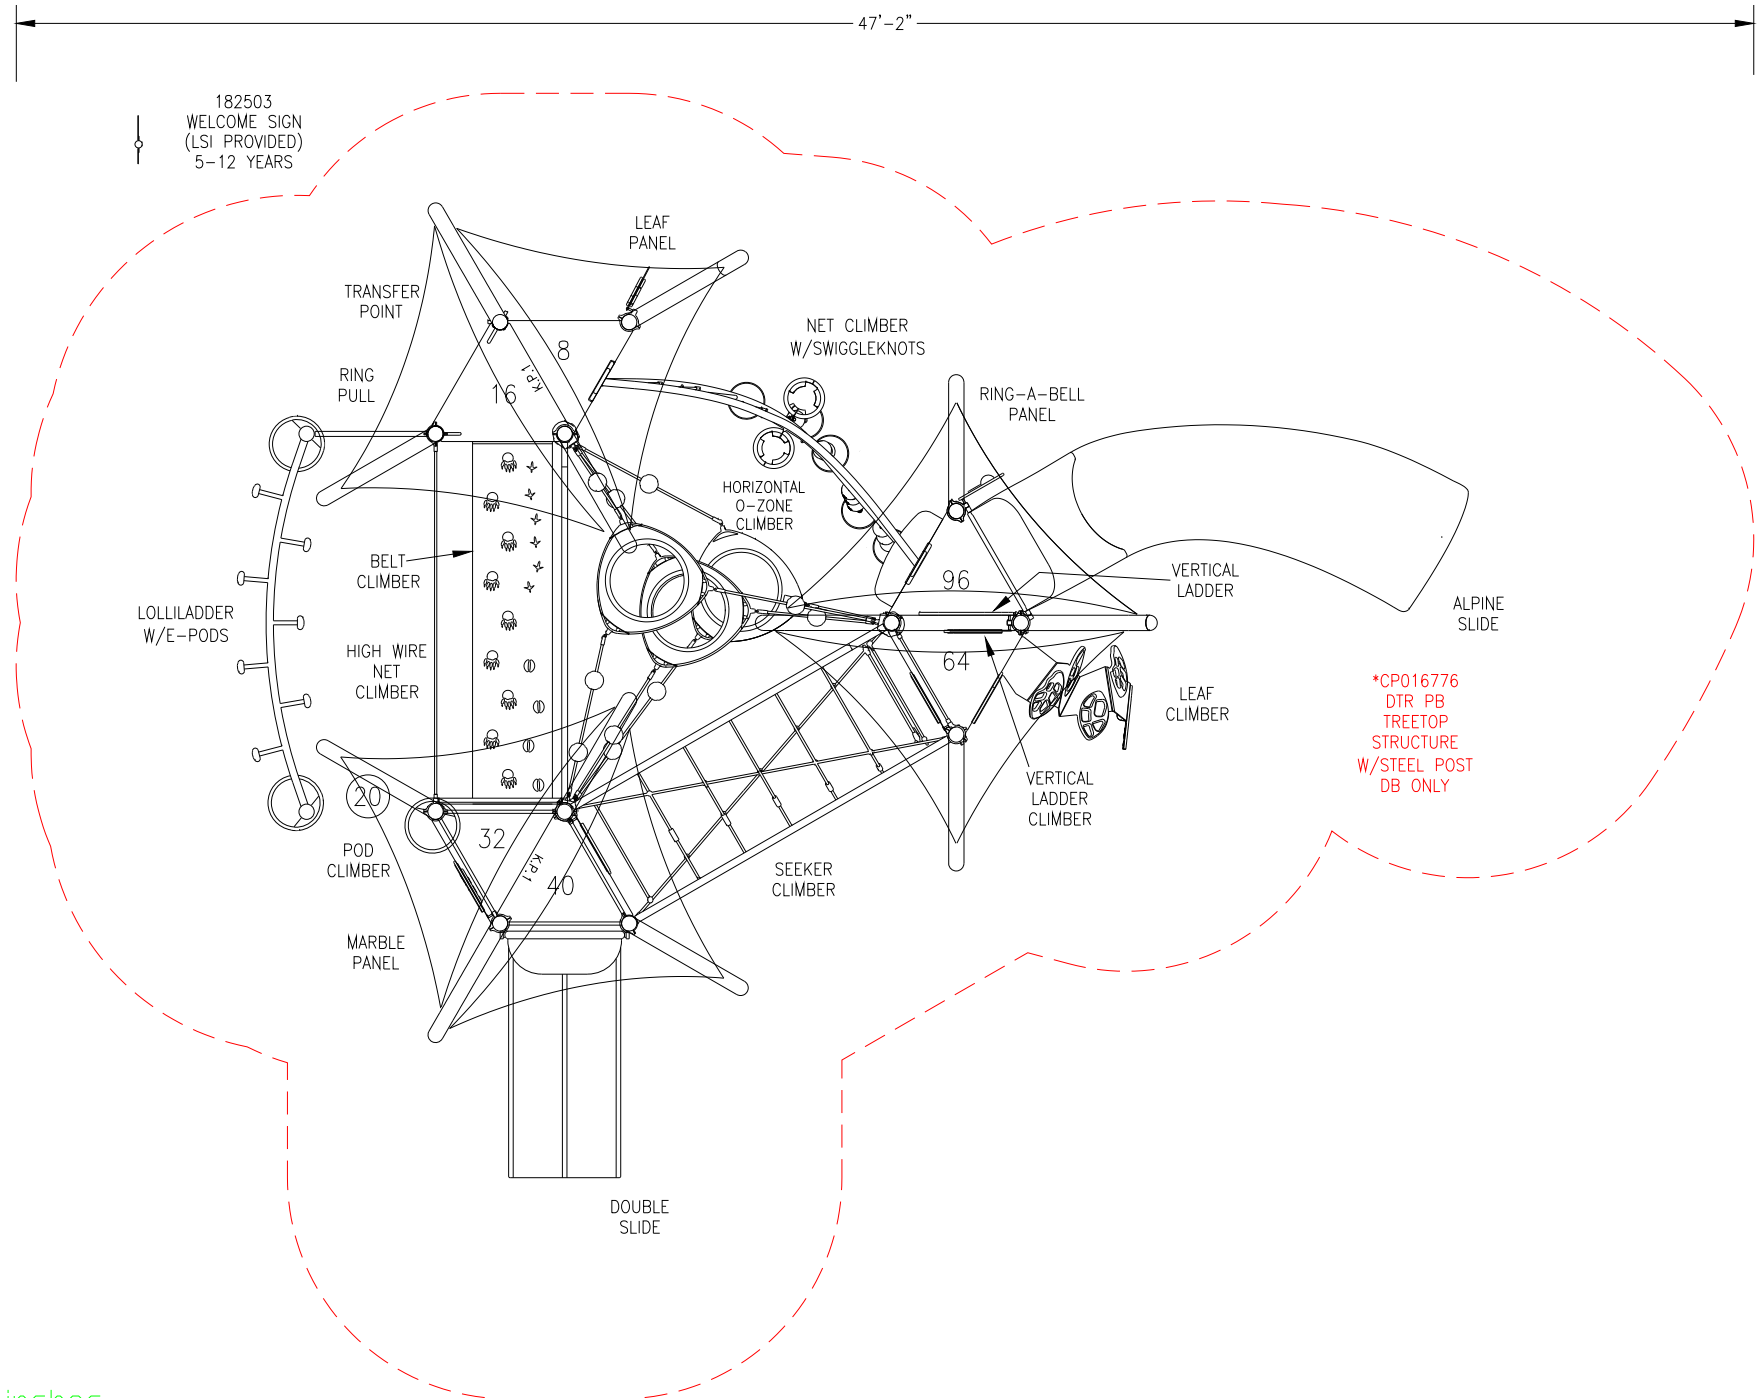 47'-2"
182503
WELCOME SIGN
(LSI PROVIDED)
5-12 YEARS
LEAF
PANEL
TRANSFER
POINT
NET CLIMBER
W/SWIGGLEKNOTS
8
K.P.1
16
RING
PULL
RING-A-BELL
PANEL
HORIZONTAL
O-ZONE
CLIMBER
BELT
CLIMBER
96
VERTICAL
LADDER
LOLLILADDER
W/E-PODS
ALPINE
SLIDE
HIGH WIRE
NET
CLIMBER
64
LEAF
CLIMBER
*CP016776
DTR PB
TREETOP
STRUCTURE
W/STEEL POST
DB ONLY
VERTICAL
LADDER
CLIMBER
20
32
POD
CLIMBER
K.P.1
40
SEEKER
CLIMBER
MARBLE
PANEL
DOUBLE
SLIDE
inches